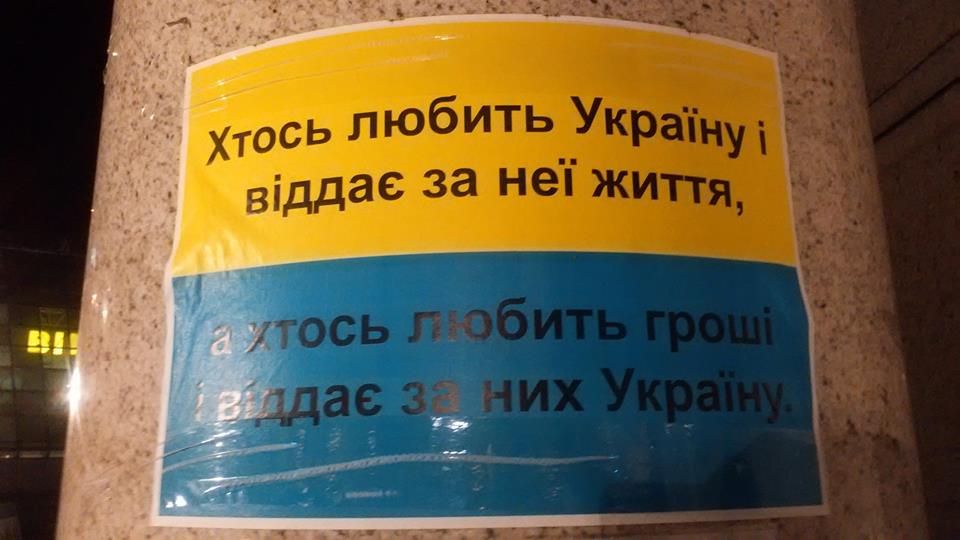 Хтось любить Україну і
віддає за неї життя,
а хтось любить гроші
і віддає за них Україну.